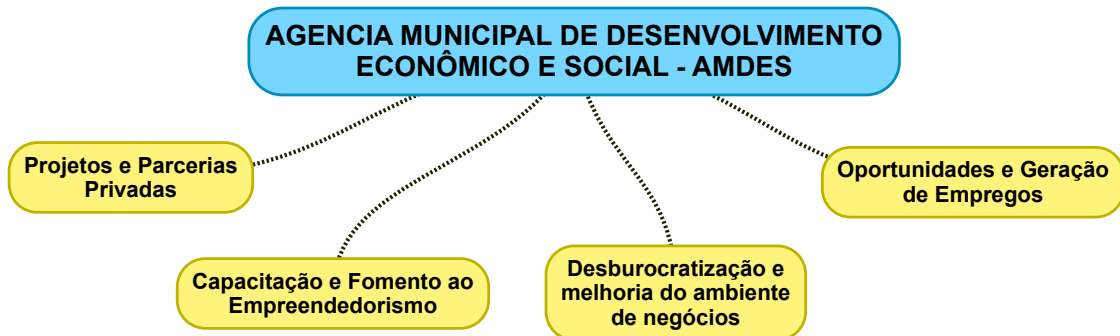 AGENCIA MUNICIPAL DE DESENVOLVIMENTO
ECONÔMICO E SOCIAL - AMDES
Projetos e Parcerias
Privadas
Oportunidades e Geração
de Empregos
Capacitação e Fomento ao
Empreendedorismo
Desburocratização e
melhoria do ambiente
de negócios